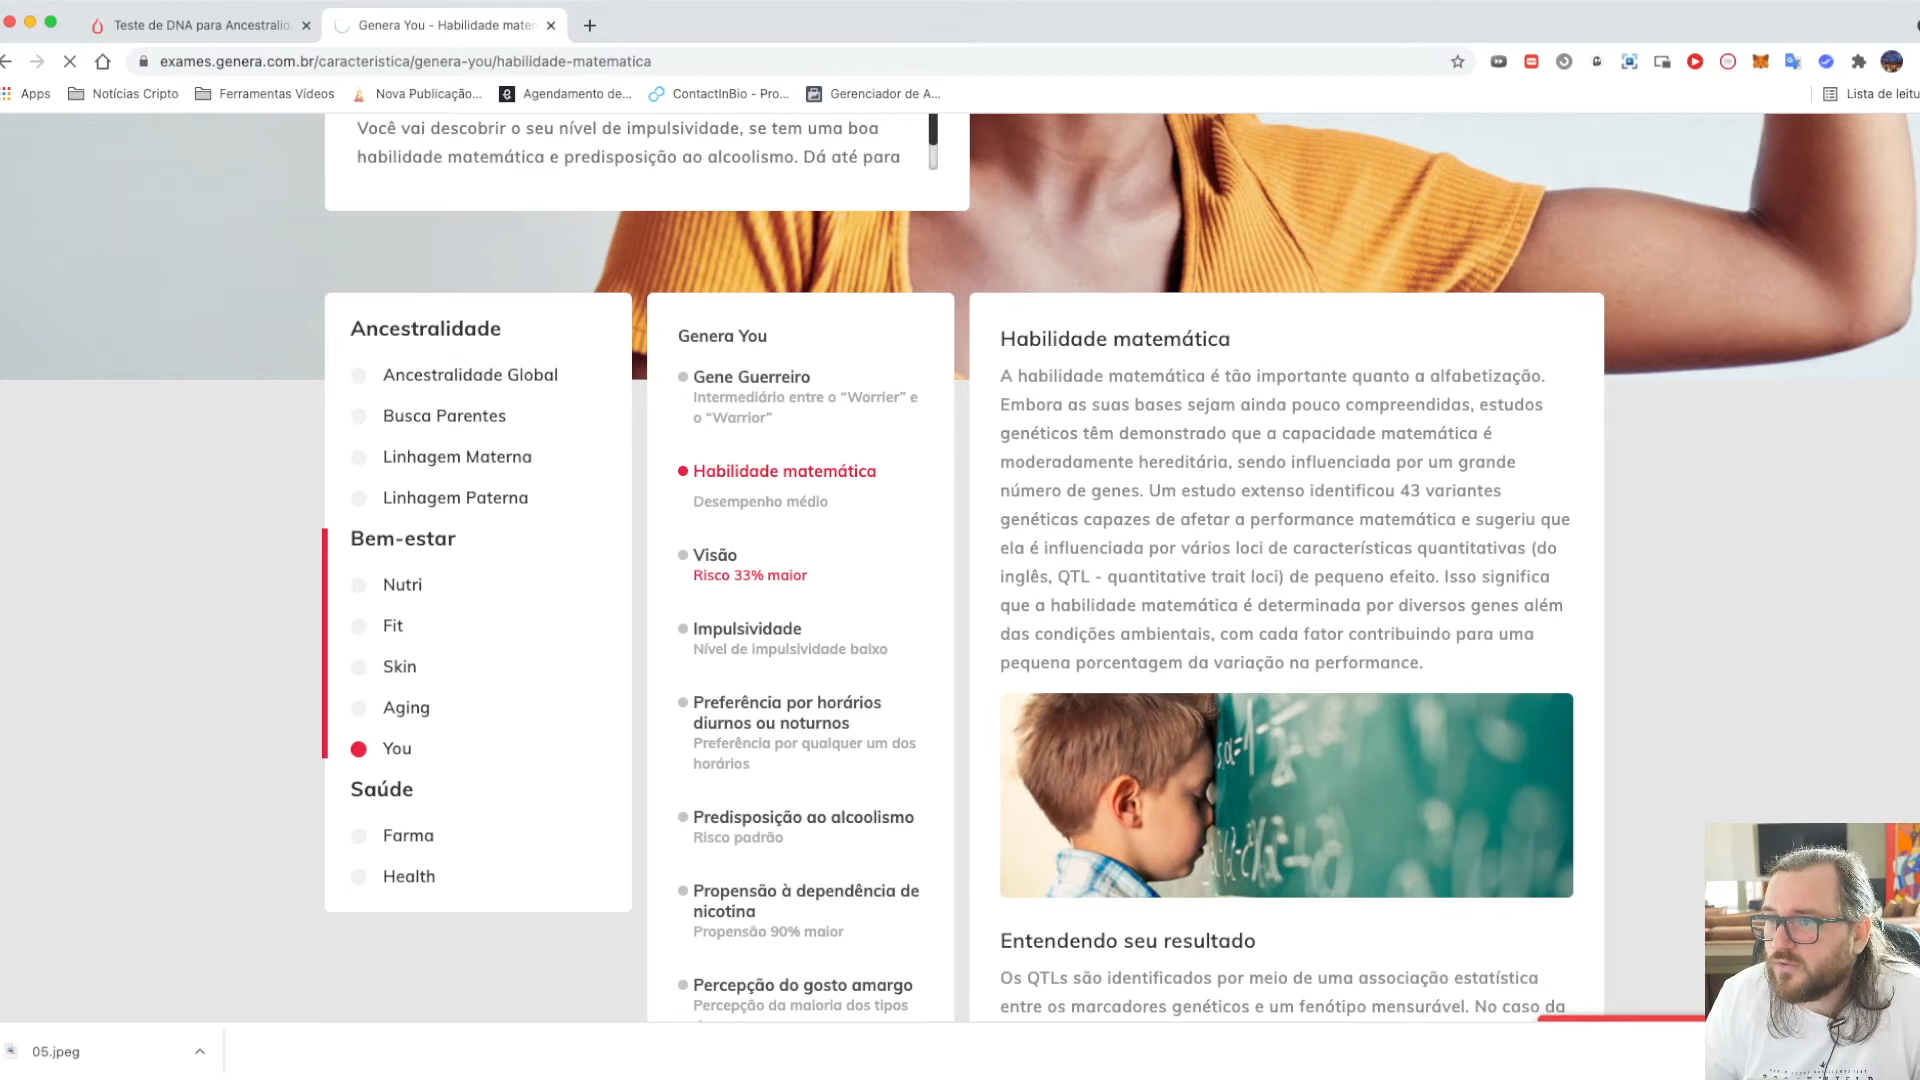 Teste de DNA para Ancestralid
Genera You - Habilidade mater
exames.genera.com.br/caracteristica/genera-you/habilidade-matematica
Apps
Notícias Cripto
Ferramentas Vídeos
Nova Publicação...
Agendamento de...
ContactInBio - Pro...
Gerenciador de A...
Lista de leitu
Você vai descobrir o seu nível de impulsividade, se tem uma boa
habilidade matemática e predisposição ao alcoolismo. Dá até para
Ancestralidade
Ancestralidade Global
Busca Parentes
Linhagem Materna
Linhagem Paterna
Bem-estar
Nutri
Fit
Skin
Aging
You
Saúde
Farma
Health
Genera You
Gene Guerreiro
Intermediário entre o “Worrier” e
o “Warrior”
Habilidade matemática
Desempenho médio
Visão
Risco 33% maior
Impulsividade
Nível de impulsividade baixo
Preferência por horários
diurnos ou noturnos
Preferência por qualquer um dos
horários
Predisposição ao alcoolismo
Risco padrão
Propensão à dependência de
nicotina
Propensão 90% maior
Percepção do gosto amargo
Percepção da maioria dos tipos
Habilidade matemática
A habilidade matemática é tão importante quanto a alfabetização.
Embora as suas bases sejam ainda pouco compreendidas, estudos
genéticos têm demonstrado que a capacidade matemática é
moderadamente hereditária, sendo influenciada por um grande
número de genes. Um estudo extenso identificou 43 variantes
genéticas capazes de afetar a performance matemática e sugeriu que
ela é influenciada por vários loci de características quantitativas (do
inglês, QTL - quantitative trait loci) de pequeno efeito. Isso significa
que a habilidade matemática é determinada por diversos genes além
das condições ambientais, com cada fator contribuindo para uma
pequena porcentagem da variação na performance.
Entendendo seu resultado
Os QTLs são identificados por meio de uma associação estatística
entre os marcadores genéticos e um fenótipo mensurável. No caso da
05.jpeg